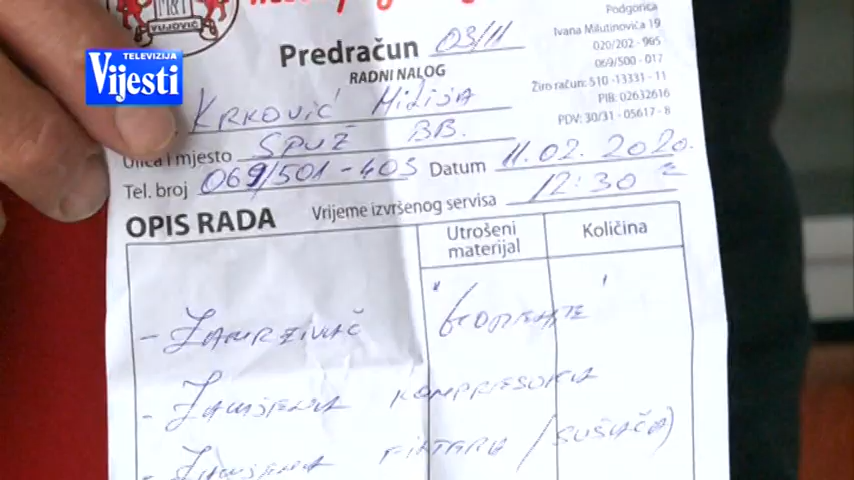 VUJOVIĆ
TELEVIZIJA
Vijesti
Podgorica
Ivana Milutinovića 19
020/202 - 965
069/500 - 017
Žiro račun: 510 -13331 - 11
PIB: 02632616
PDV: 30/31 - 05617 - 8
Predračun 03/11
RADNI NALOG
KRKOVIĆ MILIJA
Ulica i mjesto SPUŽ BB.
Tel. broj 069/501-405 Datum 11.02.2020.
Vrijeme izvršenog servisa 12:30
OPIS RADA
Utrošeni materijal
Količina
- ZAMRZIVAČ "GORENJE"
- ZAMJENA KOMPRESORA
- ZAMJENA FILTERA (SUŠAČA)